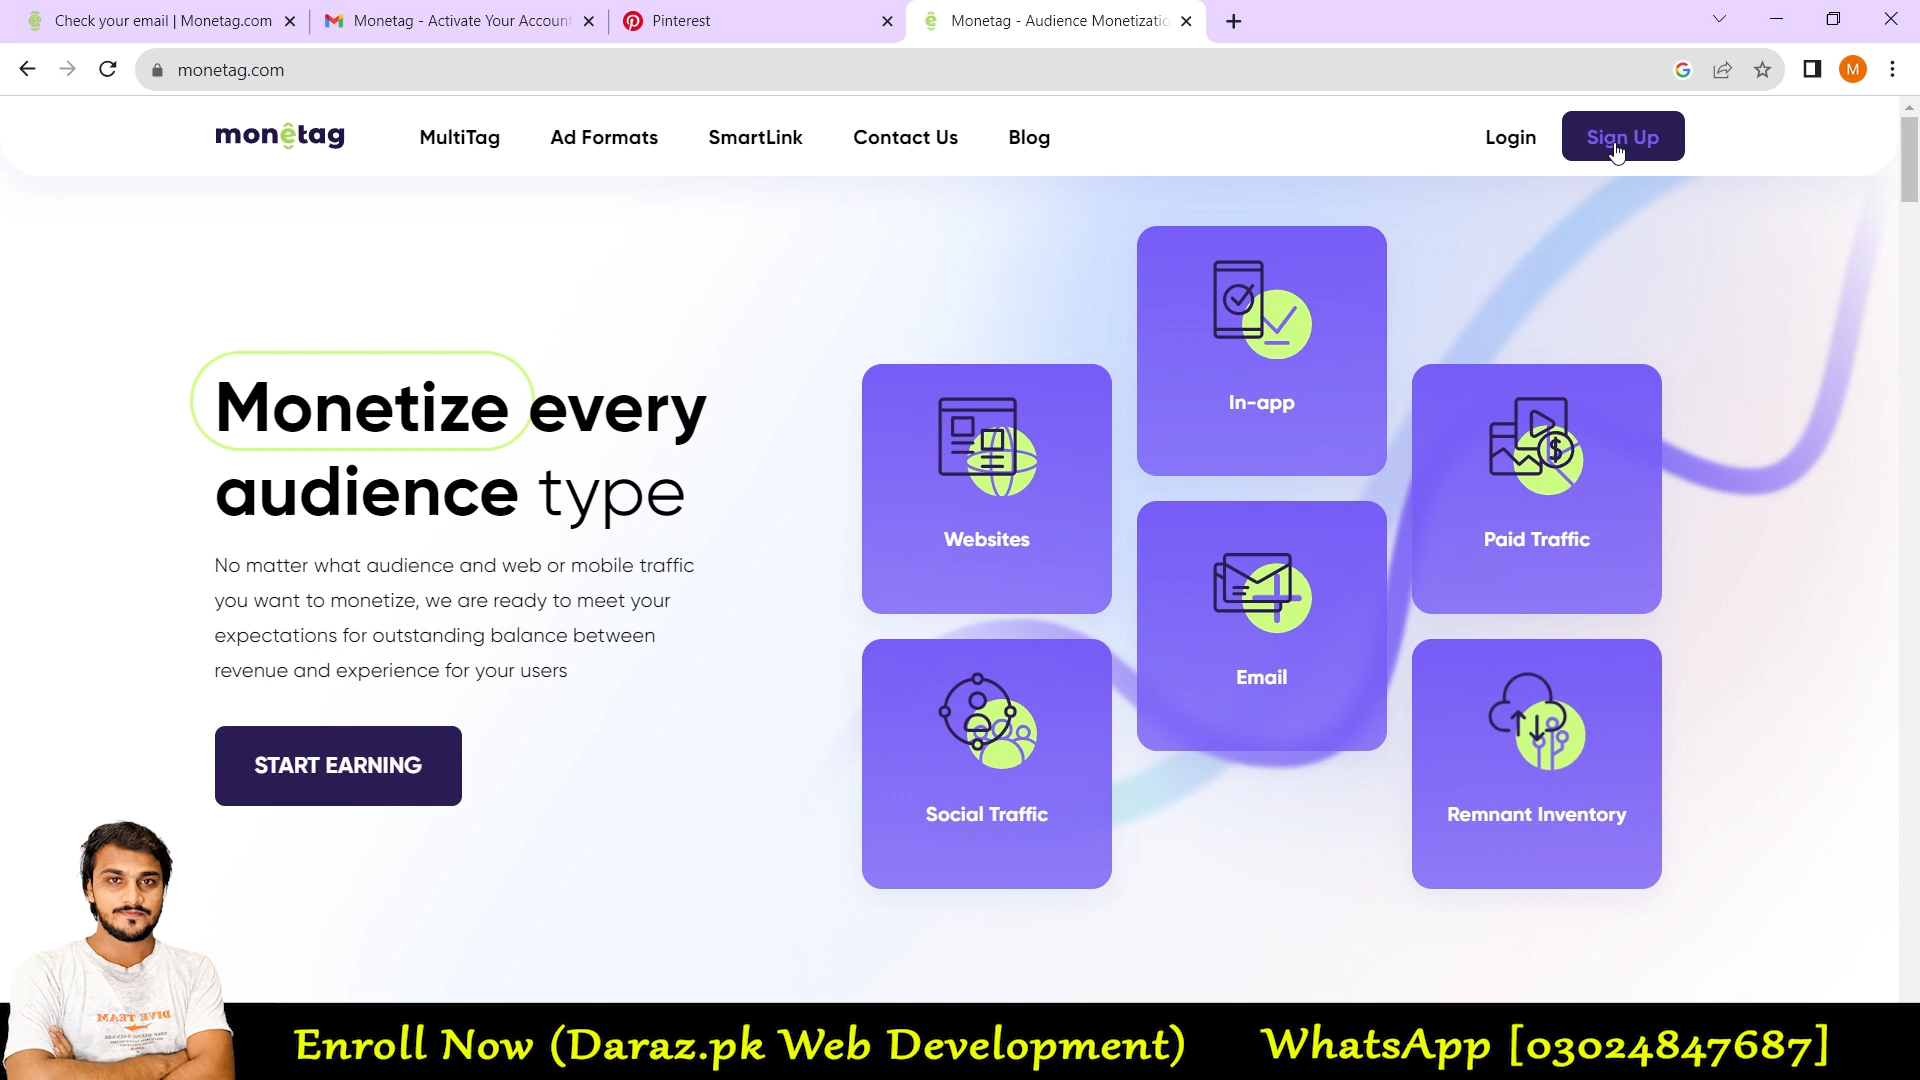 Check your email | Monetag.com
Monetag - Activate Your Account
Pinterest
Monetag - Audience Monetizatio
monetag.com
M
monêtag
MultiTag
Ad Formats
SmartLink
Contact Us
Blog
Login
Sign Up
Monetize every
audience type
No matter what audience and web or mobile traffic
you want to monetize, we are ready to meet your
expectations for outstanding balance between
revenue and experience for your users
START EARNING
In-app
Websites
Paid Traffic
Email
Social Traffic
Remnant Inventory
DIVE TEAM
Enroll Now (Daraz.pk Web Development)
WhatsApp [03024847687]